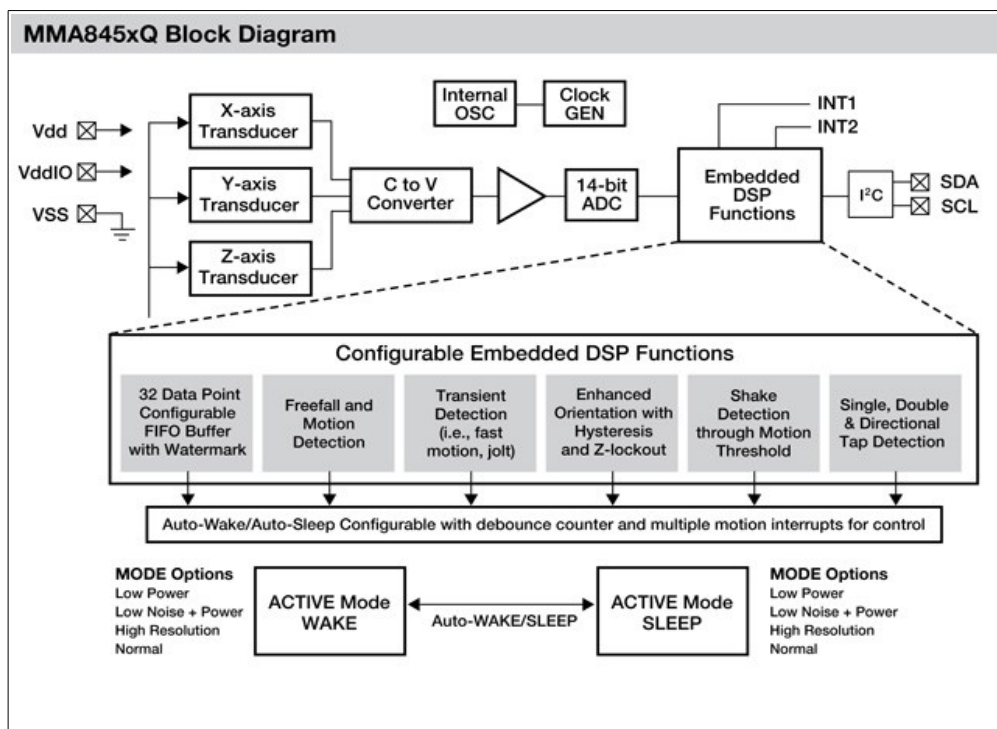 MMA845xQ Block Diagram
Vdd
VddIO
VSS
X-axis
Transducer
Y-axis
Transducer
Z-axis
Transducer
C to V
Converter
Internal
OSC
Clock
GEN
14-bit
ADC
Embedded
DSP
Functions
INT1
INT2
I²C
SDA
SCL
Configurable Embedded DSP Functions
32 Data Point
Configurable
FIFO Buffer
with Watermark
Freefall and
Motion
Detection
Transient
Detection
(i.e., fast
motion, jolt)
Enhanced
Orientation with
Hysteresis
and Z-lockout
Shake
Detection
through Motion
Threshold
Single, Double
& Directional
Tap Detection
Auto-Wake/Auto-Sleep Configurable with debounce counter and multiple motion interrupts for control
MODE Options
Low Power
Low Noise + Power
High Resolution
Normal
ACTIVE Mode
WAKE
Auto-WAKE/SLEEP
ACTIVE Mode
SLEEP
MODE Options
Low Power
Low Noise + Power
High Resolution
Normal